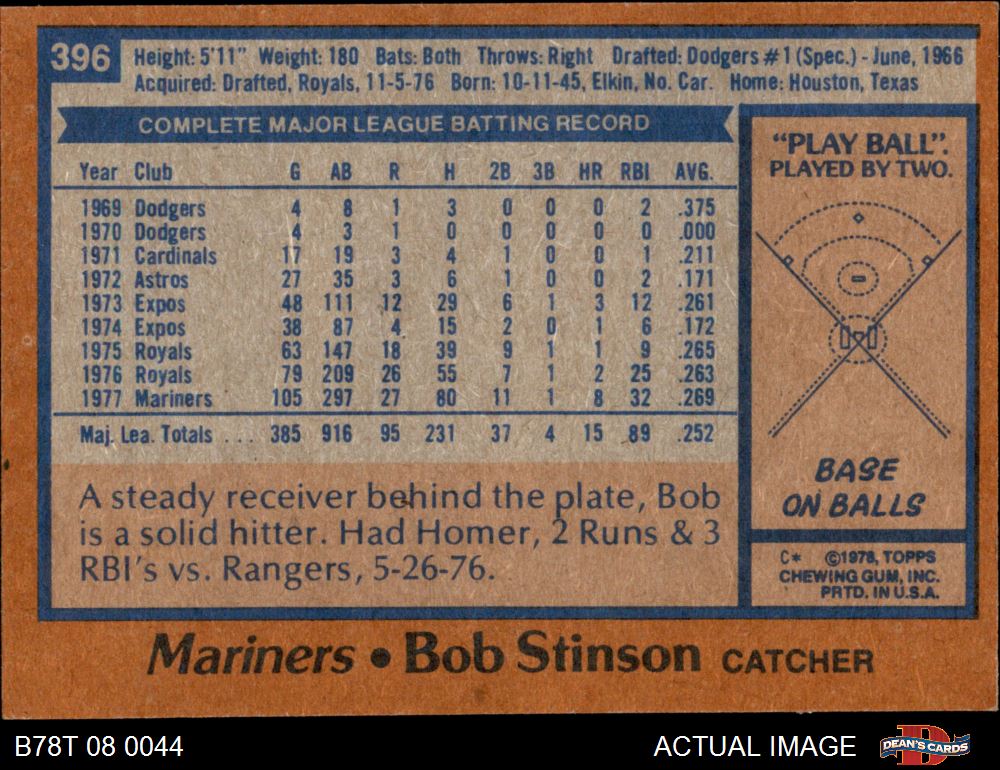 396
Height: 5'11" Weight: 180 Bats: Both Throws: Right Drafted: Dodgers #1 (Spec.) - June, 1966
Acquired: Drafted, Royals, 11-5-76 Born: 10-11-45, Elkin, No. Car. Home: Houston, Texas
COMPLETE MAJOR LEAGUE BATTING RECORD
Year Club G AB R H 2B 3B HR RBI AVG.
1969 Dodgers 4 8 1 3 0 0 0 2 .375
1970 Dodgers 4 3 1 0 0 0 0 0 .000
1971 Cardinals 17 19 3 4 1 0 0 1 .211
1972 Astros 27 35 3 6 1 0 0 2 .171
1973 Expos 48 111 12 29 6 1 3 12 .261
1974 Expos 38 87 4 15 2 0 1 6 .172
1975 Royals 63 147 18 39 9 1 1 9 .265
1976 Royals 79 209 26 55 7 1 2 25 .263
1977 Mariners 105 297 27 80 11 1 8 32 .269
Maj. Lea. Totals ... 385 916 95 231 37 4 15 89 .252
A steady receiver behind the plate, Bob
is a solid hitter. Had Homer, 2 Runs & 3
RBI's vs. Rangers, 5-26-76.
"PLAY BALL".
PLAYED BY TWO.
BASE
ON BALLS
C* ©1978, TOPPS
CHEWING GUM, INC.
PRTD. IN U.S.A.
Mariners • Bob Stinson CATCHER
B78T 08 0044
ACTUAL IMAGE
DEAN'S CARDS